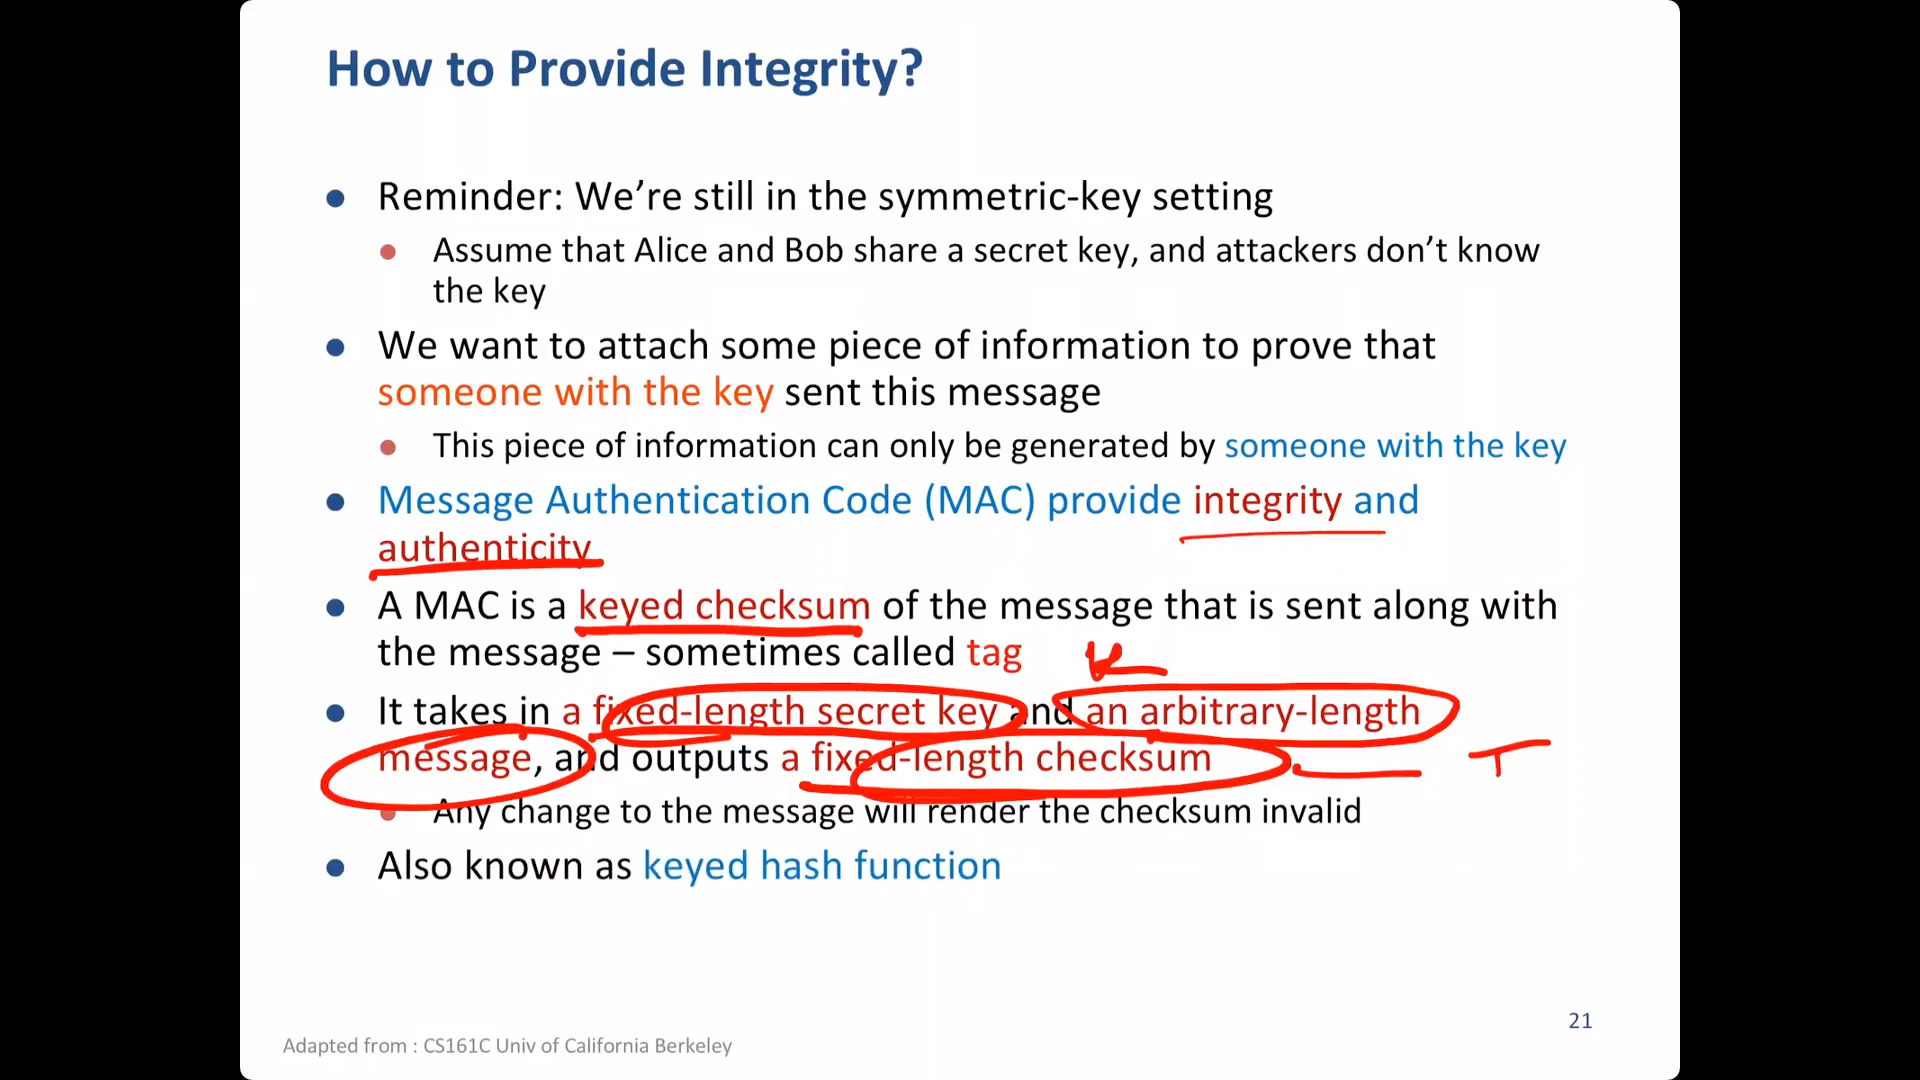 How to Provide Integrity?
Reminder: We’re still in the symmetric-key setting
Assume that Alice and Bob share a secret key, and attackers don’t know
the key
We want to attach some piece of information to prove that
someone with the key sent this message
This piece of information can only be generated by someone with the key
Message Authentication Code (MAC) provide integrity and
authenticity
A MAC is a keyed checksum of the message that is sent along with
the message – sometimes called tag
K
It takes in a fixed-length secret key and an arbitrary-length
message, and outputs a fixed-length checksum
T
Any change to the message will render the checksum invalid
Also known as keyed hash function
21
Adapted from : CS161C Univ of California Berkeley